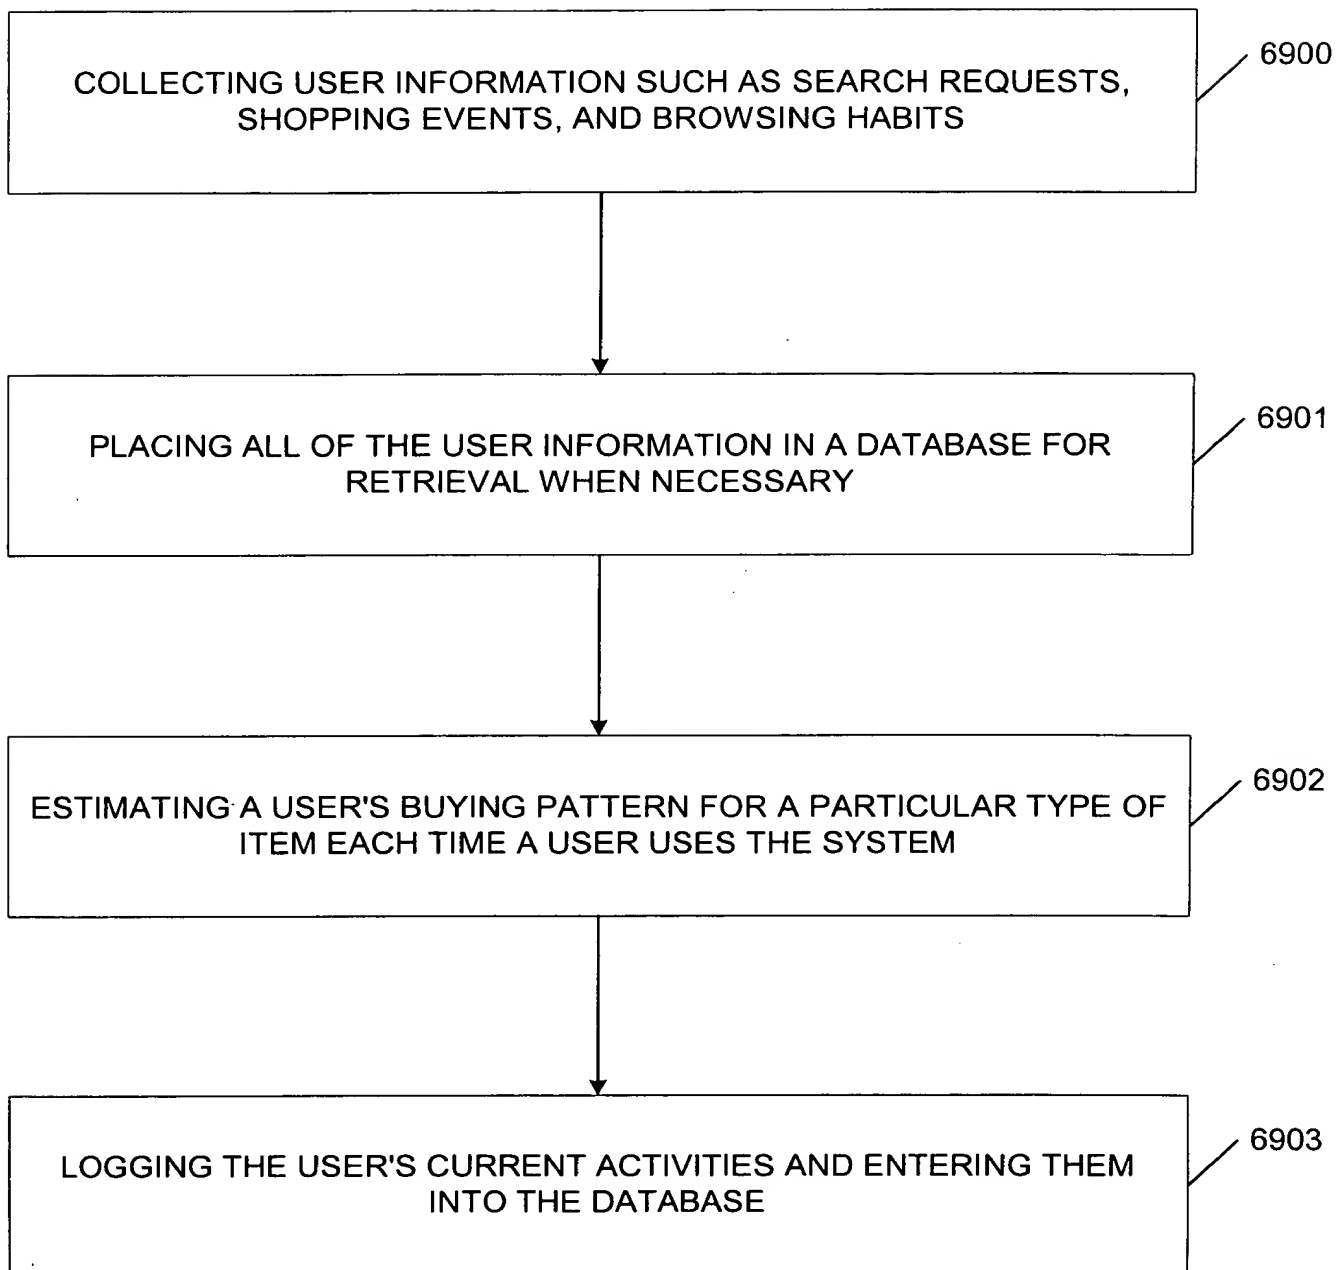 COLLECTING USER INFORMATION SUCH AS SEARCH REQUESTS,
SHOPPING EVENTS, AND BROWSING HABITS
6900
PLACING ALL OF THE USER INFORMATION IN A DATABASE FOR
RETRIEVAL WHEN NECESSARY
6901
ESTIMATING A USER'S BUYING PATTERN FOR A PARTICULAR TYPE OF
ITEM EACH TIME A USER USES THE SYSTEM
6902
LOGGING THE USER'S CURRENT ACTIVITIES AND ENTERING THEM
INTO THE DATABASE
6903